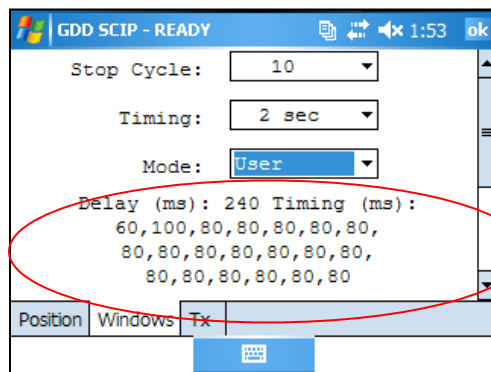 GDD SCIP - READY 1:53 ok
Stop Cycle: 10
Timing: 2 sec
Mode: User
Delay (ms): 240 Timing (ms):
60,100,80,80,80,80,80,
80,80,80,80,80,80,80,
80,80,80,80,80,80
Position Windows Tx